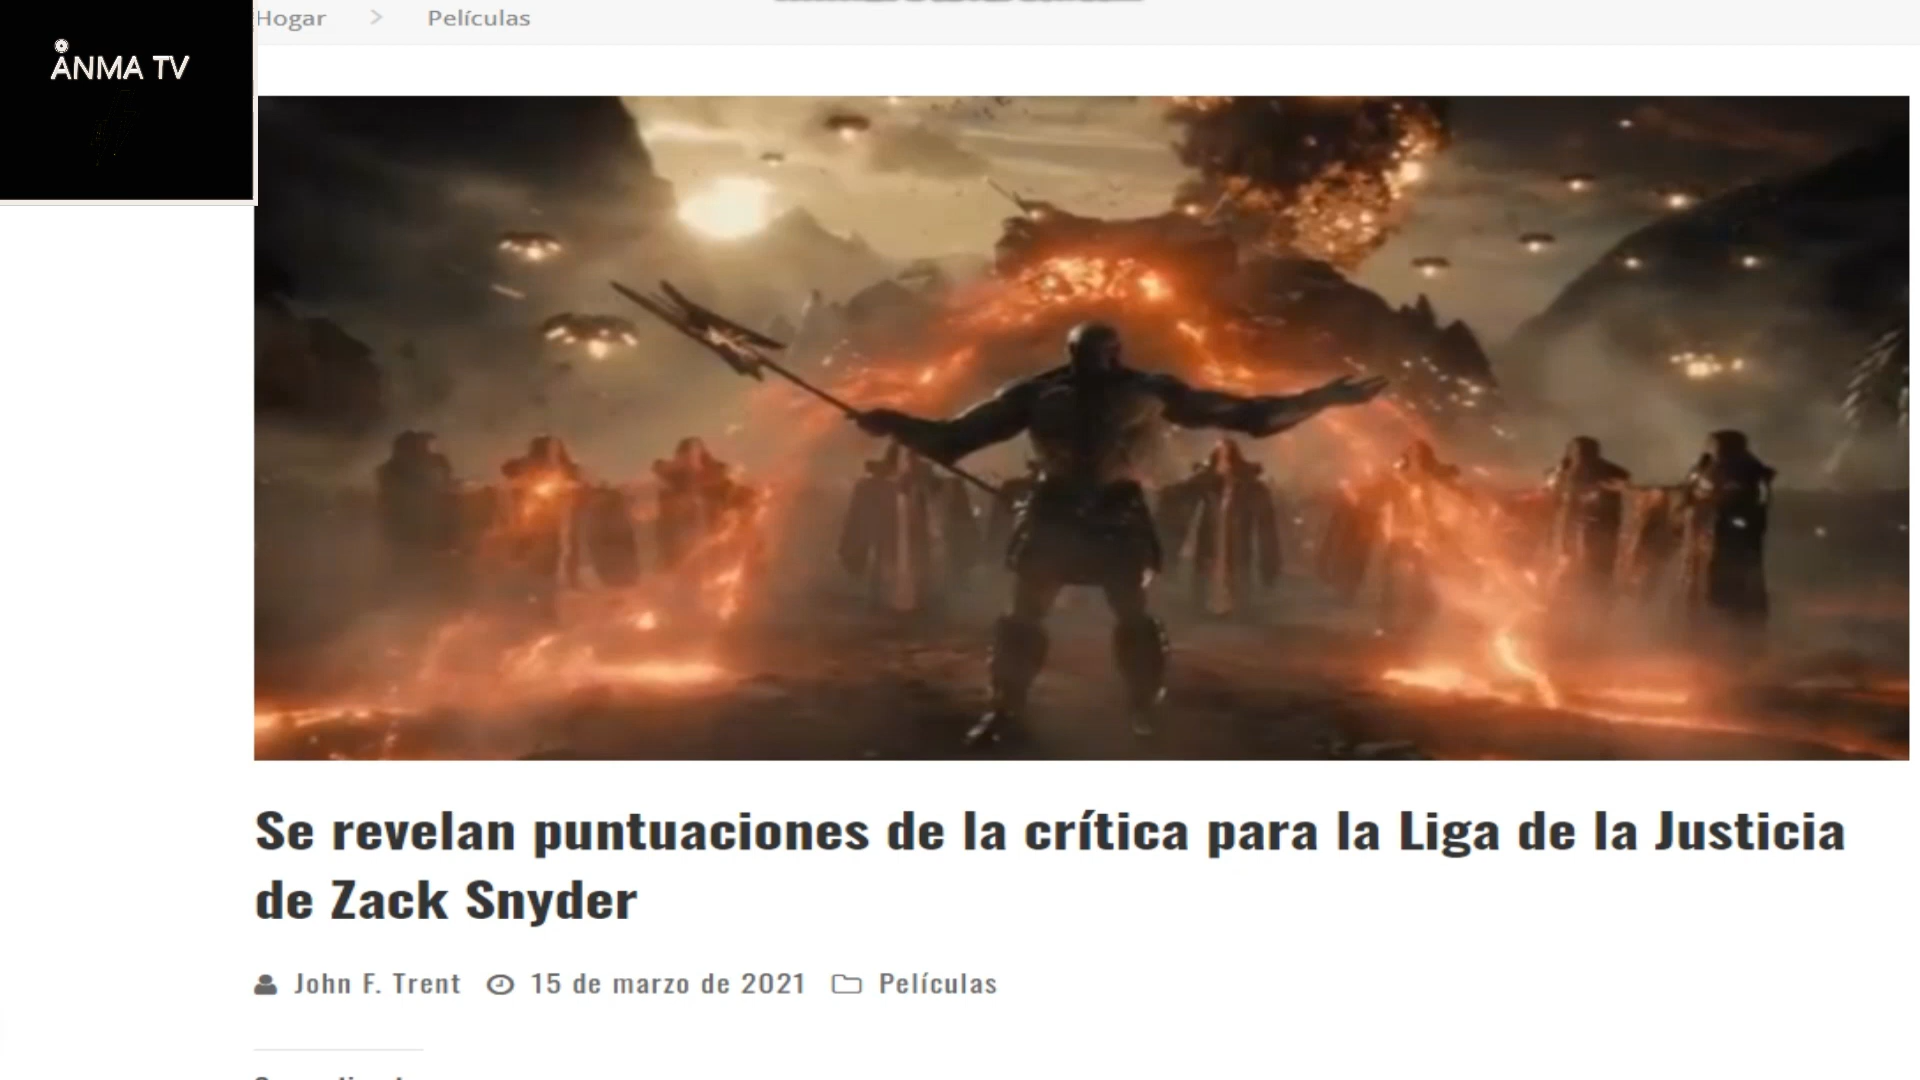 ANMA TV
Hogar > Películas
Se revelan puntuaciones de la crítica para la Liga de la Justicia
de Zack Snyder
John F. Trent 15 de marzo de 2021 Películas